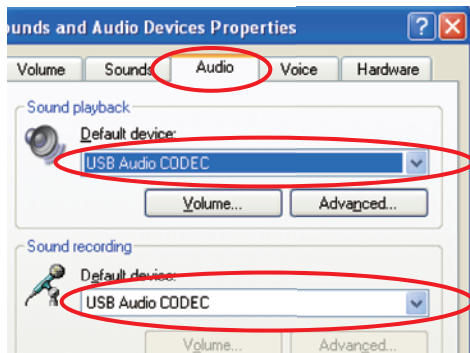 ounds and Audio Devices Properties
Volume Sounds Audio Voice Hardware
Sound playback
Default device:
USB Audio CODEC
Volume... Advanced...
Sound recording
Default device:
USB Audio CODEC
Volume... Advanced...